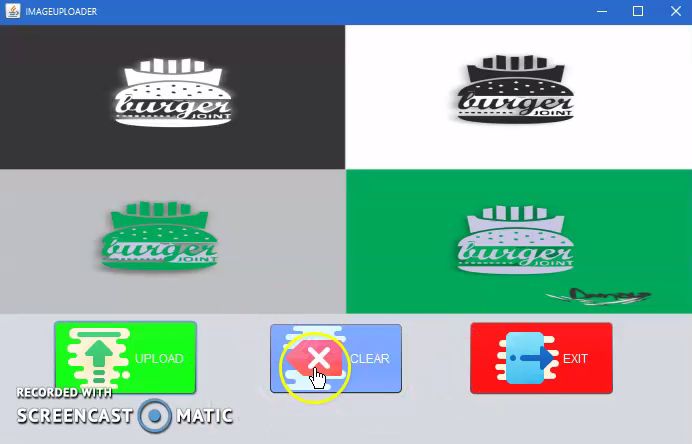 IMAGEUPLOADER
burger
JOINT
burger
JOINT
burger
JOINT
burger
JOINT
UPLOAD
CLEAR
EXIT
RECORDED WITH
SCREENCAST MATIC